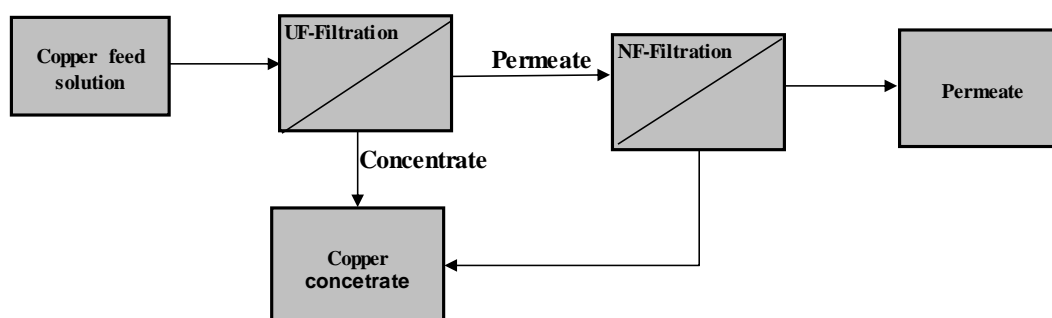 Copper feed
solution
UF-Filtration
Permeate
NF-Filtration
Permeate
Concentrate
Copper
concetrate